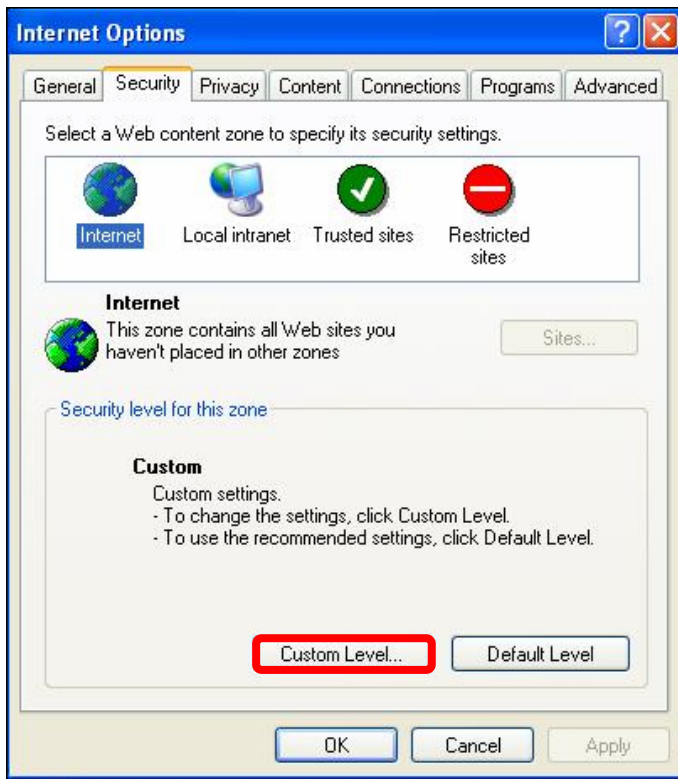 Internet Options
General Security Privacy Content Connections Programs Advanced
Select a Web content zone to specify its security settings.
Internet Local intranet Trusted sites Restricted
sites
Internet
This zone contains all Web sites you
haven't placed in other zones
Sites...
Security level for this zone
Custom
Custom settings.
- To change the settings, click Custom Level.
- To use the recommended settings, click Default Level.
Custom Level... Default Level
OK Cancel Apply